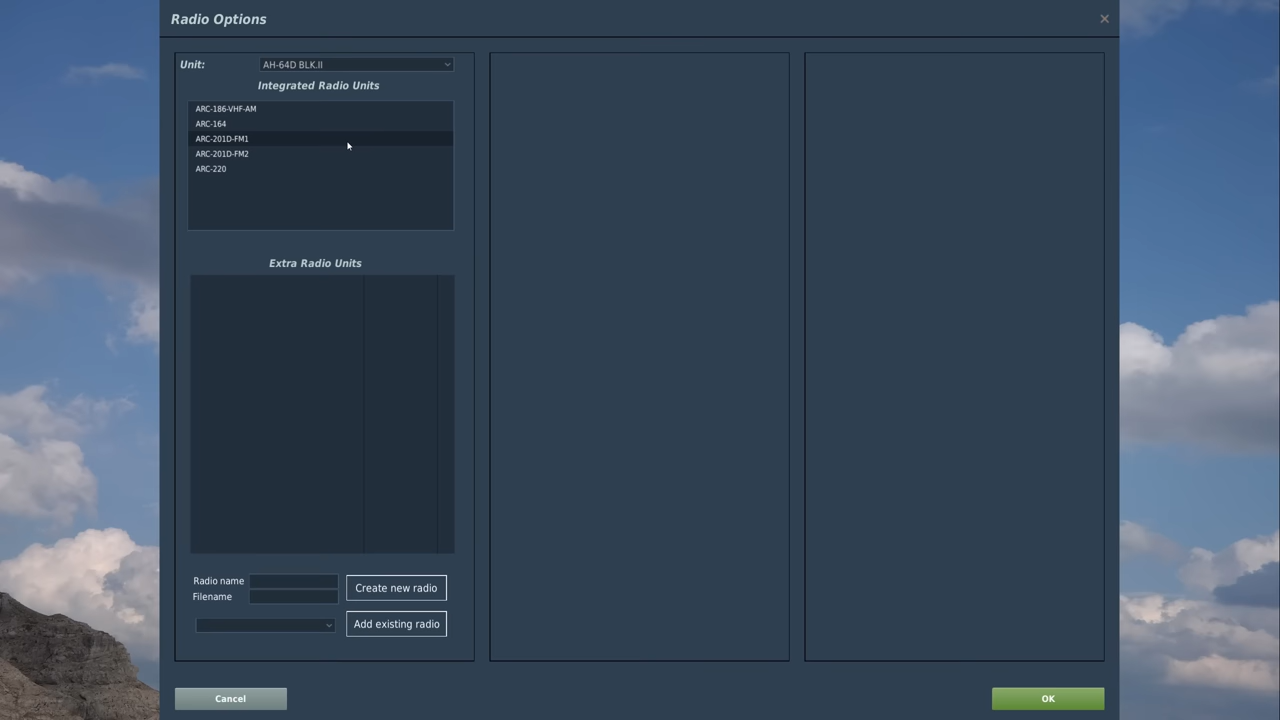 Radio Options
Unit: AH-64D BLK.II
Integrated Radio Units
ARC-186-VHF-AM
ARC-164
ARC-201D-FM1
ARC-201D-FM2
ARC-220
Extra Radio Units
Radio name
Filename
Create new radio
Add existing radio
Cancel
OK